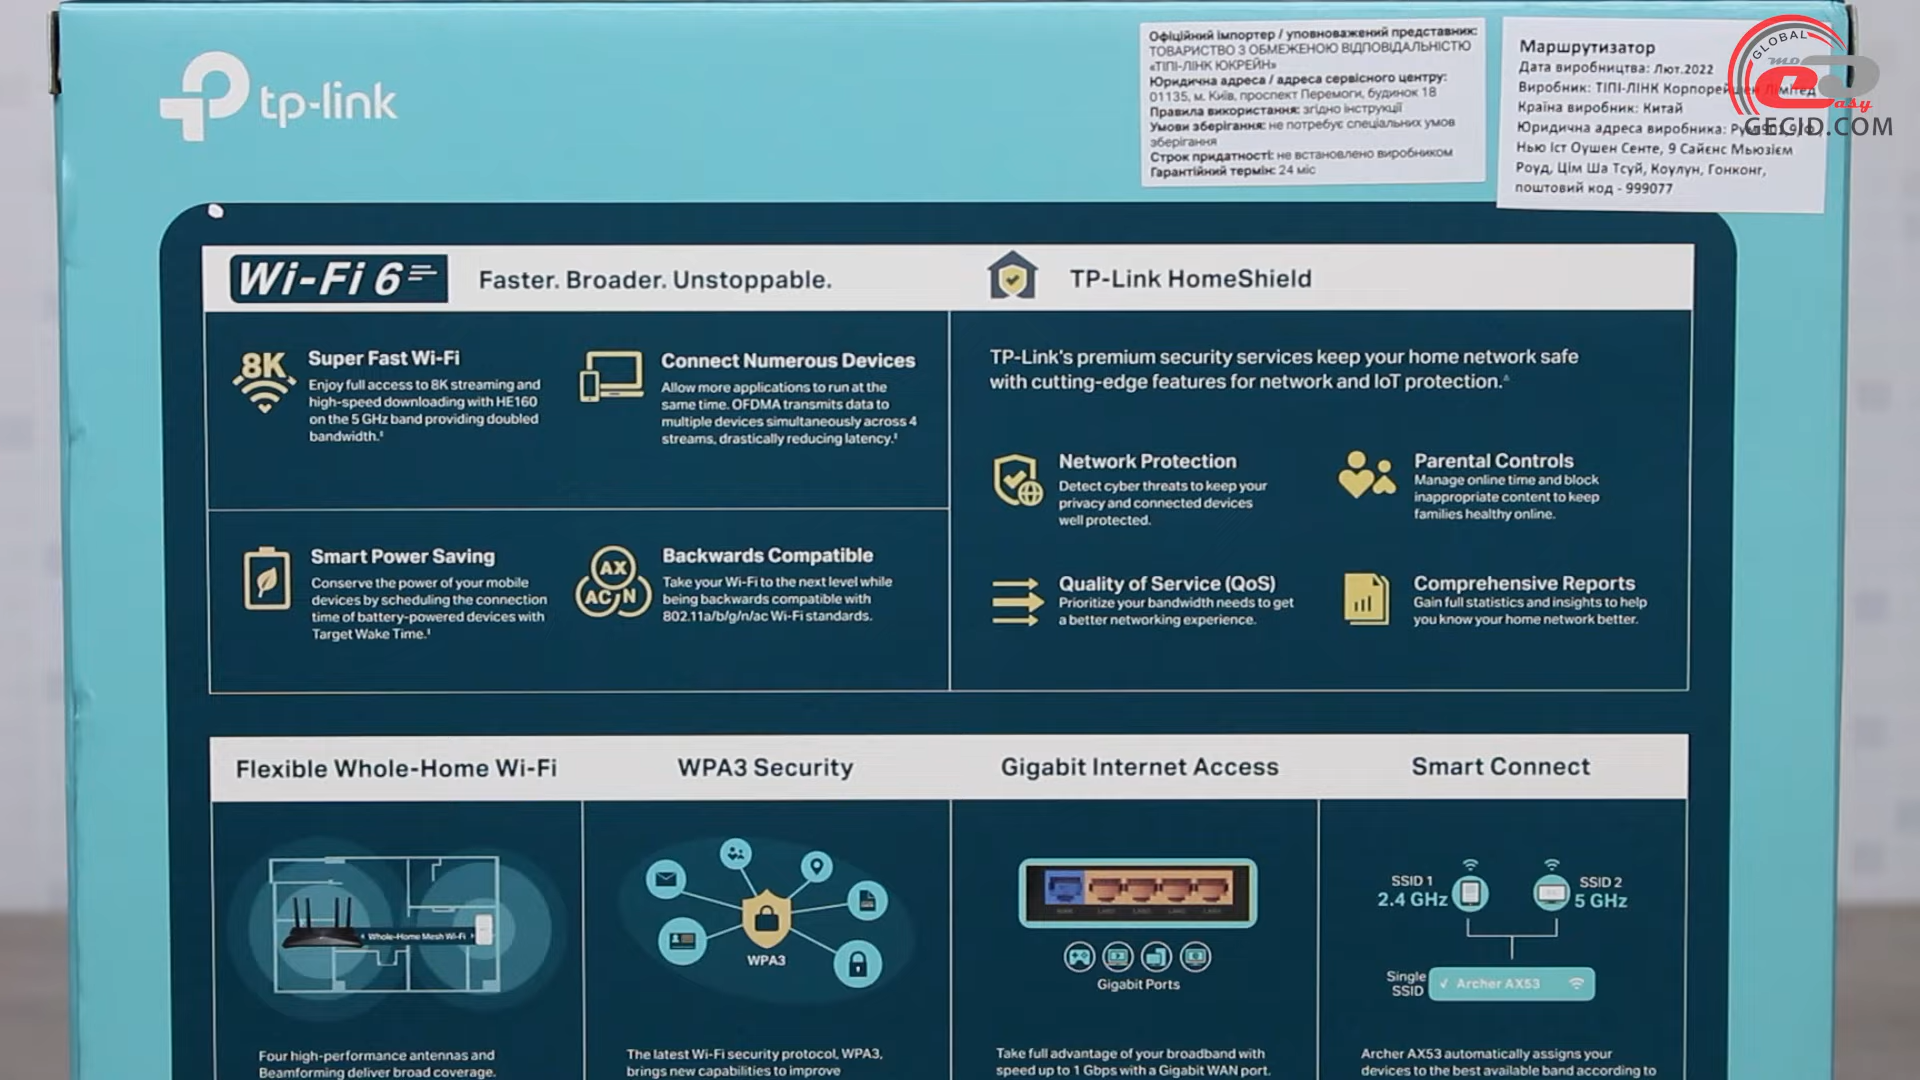 tp-link
Офіційний імпортер / уповноважений представник:
ТОВАРИСТВО З ОБМЕЖЕНОЮ ВІДПОВІДАЛЬНІСТЮ
«ТІПІ-ЛІНК ЮКРЕЙН»
Юридична адреса / адреса сервісного центру:
01135, м. Київ, проспект Перемоги, будинок 18
Правила використання: згідно інструкції
Умови зберігання: не потребує спеціальних умов
зберігання
Строк придатності: не встановлено виробником
Гарантійний термін: 24 міс
Маршрутизатор
Дата виробництва: Лют.2022
Виробник: ТІПІ-ЛІНК Корпорейшен Лімітед
Країна виробник: Китай
Юридична адреса виробника:
Нью Іст Оушен Сенте, 9 Сайєнс Мьюзієм
Роуд, Цім Ша Тсуй, Коулун, Гонконг,
поштовий код - 999077
GLOBAL
easy
GECID.COM
Wi-Fi 6
Faster. Broader. Unstoppable.
TP-Link HomeShield
8K
Super Fast Wi-Fi
Enjoy full access to 8K streaming and
high-speed downloading with HE160
on the 5 GHz band providing doubled
bandwidth.‡
Connect Numerous Devices
Allow more applications to run at the
same time. OFDMA transmits data to
multiple devices simultaneously across 4
streams, drastically reducing latency.‡
Smart Power Saving
Conserve the power of your mobile
devices by scheduling the connection
time of battery-powered devices with
Target Wake Time.‡
AX
AC N
Backwards Compatible
Take your Wi-Fi to the next level while
being backwards compatible with
802.11a/b/g/n/ac Wi-Fi standards.
TP-Link's premium security services keep your home network safe
with cutting-edge features for network and IoT protection.△
Network Protection
Detect cyber threats to keep your
privacy and connected devices
well protected.
Parental Controls
Manage online time and block
inappropriate content to keep
families healthy online.
Quality of Service (QoS)
Prioritize your bandwidth needs to get
a better networking experience.
Comprehensive Reports
Gain full statistics and insights to help
you know your home network better.
Flexible Whole-Home Wi-Fi
Whole-Home Mesh Wi-Fi
Four high-performance antennas and
Beamforming deliver broad coverage.
WPA3 Security
WPA3
The latest Wi-Fi security protocol, WPA3,
brings new capabilities to improve
Gigabit Internet Access
Gigabit Ports
Take full advantage of your broadband with
speed up to 1 Gbps with a Gigabit WAN port.
Smart Connect
SSID 1
2.4 GHz
SSID 2
5 GHz
Single
SSID
✓ Archer AX53
Archer AX53 automatically assigns your
devices to the best available band according to